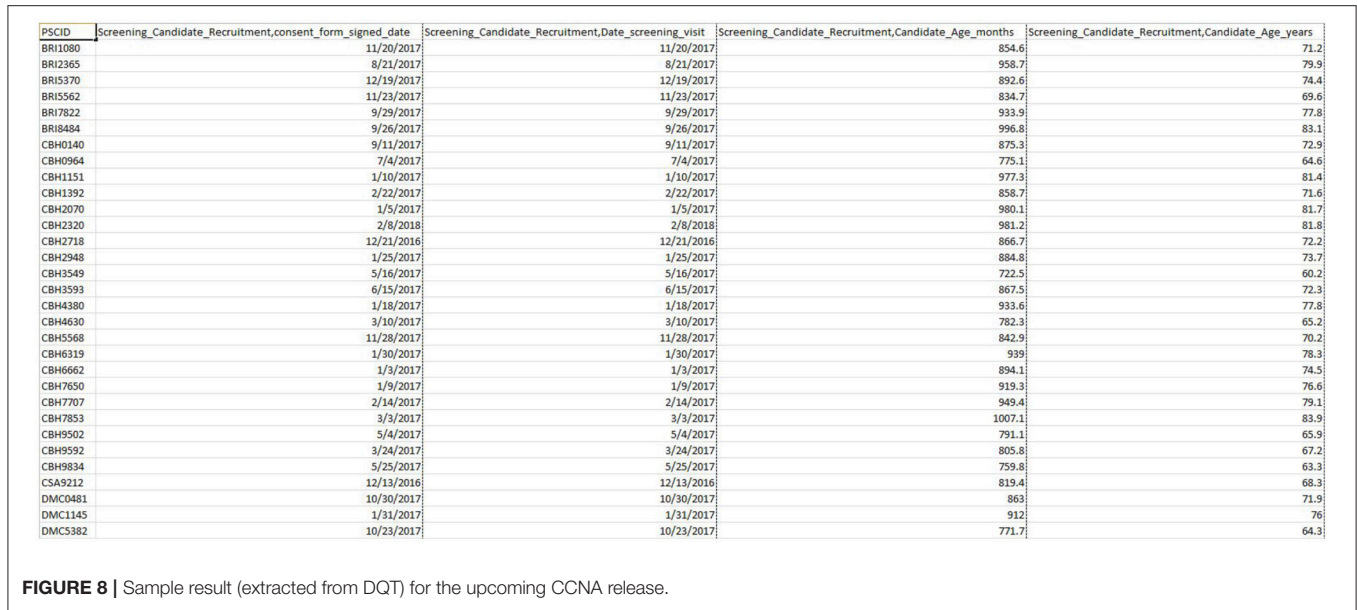 PSCID Screening_Candidate_Recruitment,consent_form_signed_date Screening_Candidate_Recruitment,Date_screening_visit Screening_Candidate_Recruitment,Candidate_Age_months Screening_Candidate_Recruitment,Candidate_Age_years
BRI1080 11/20/2017 11/20/2017 854.6 71.2
BRI2365 8/21/2017 8/21/2017 958.7 79.9
BRI5370 12/19/2017 12/19/2017 892.6 74.4
BRI5562 11/23/2017 11/23/2017 834.7 69.6
BRI7822 9/29/2017 9/29/2017 933.9 77.8
BRI8484 9/26/2017 9/26/2017 996.8 83.1
CBH0140 9/11/2017 9/11/2017 875.3 72.9
CBH0964 7/4/2017 7/4/2017 775.1 64.6
CBH1151 1/10/2017 1/10/2017 977.3 81.4
CBH1392 2/22/2017 2/22/2017 858.7 71.6
CBH2070 1/5/2017 1/5/2017 980.1 81.7
CBH2320 2/8/2018 2/8/2018 981.2 81.8
CBH2718 12/21/2016 12/21/2016 866.7 72.2
CBH2948 1/25/2017 1/25/2017 884.8 73.7
CBH3549 5/16/2017 5/16/2017 722.5 60.2
CBH3593 6/15/2017 6/15/2017 867.5 72.3
CBH4380 1/18/2017 1/18/2017 933.6 77.8
CBH4630 3/10/2017 3/10/2017 782.3 65.2
CBH5568 11/28/2017 11/28/2017 842.9 70.2
CBH6319 1/30/2017 1/30/2017 939 78.3
CBH6662 1/3/2017 1/3/2017 894.1 74.5
CBH7650 1/9/2017 1/9/2017 919.3 76.6
CBH7707 2/14/2017 2/14/2017 949.4 79.1
CBH7853 3/3/2017 3/3/2017 1007.1 83.9
CBH9502 5/4/2017 5/4/2017 791.1 65.9
CBH9592 3/24/2017 3/24/2017 805.8 67.2
CBH9834 5/25/2017 5/25/2017 759.8 63.3
CSA9212 12/13/2016 12/13/2016 819.4 68.3
DMC0481 10/30/2017 10/30/2017 863 71.9
DMC1145 1/31/2017 1/31/2017 912 76
DMC5382 10/23/2017 10/23/2017 771.7 64.3
FIGURE 8 | Sample result (extracted from DQT) for the upcoming CCNA release.